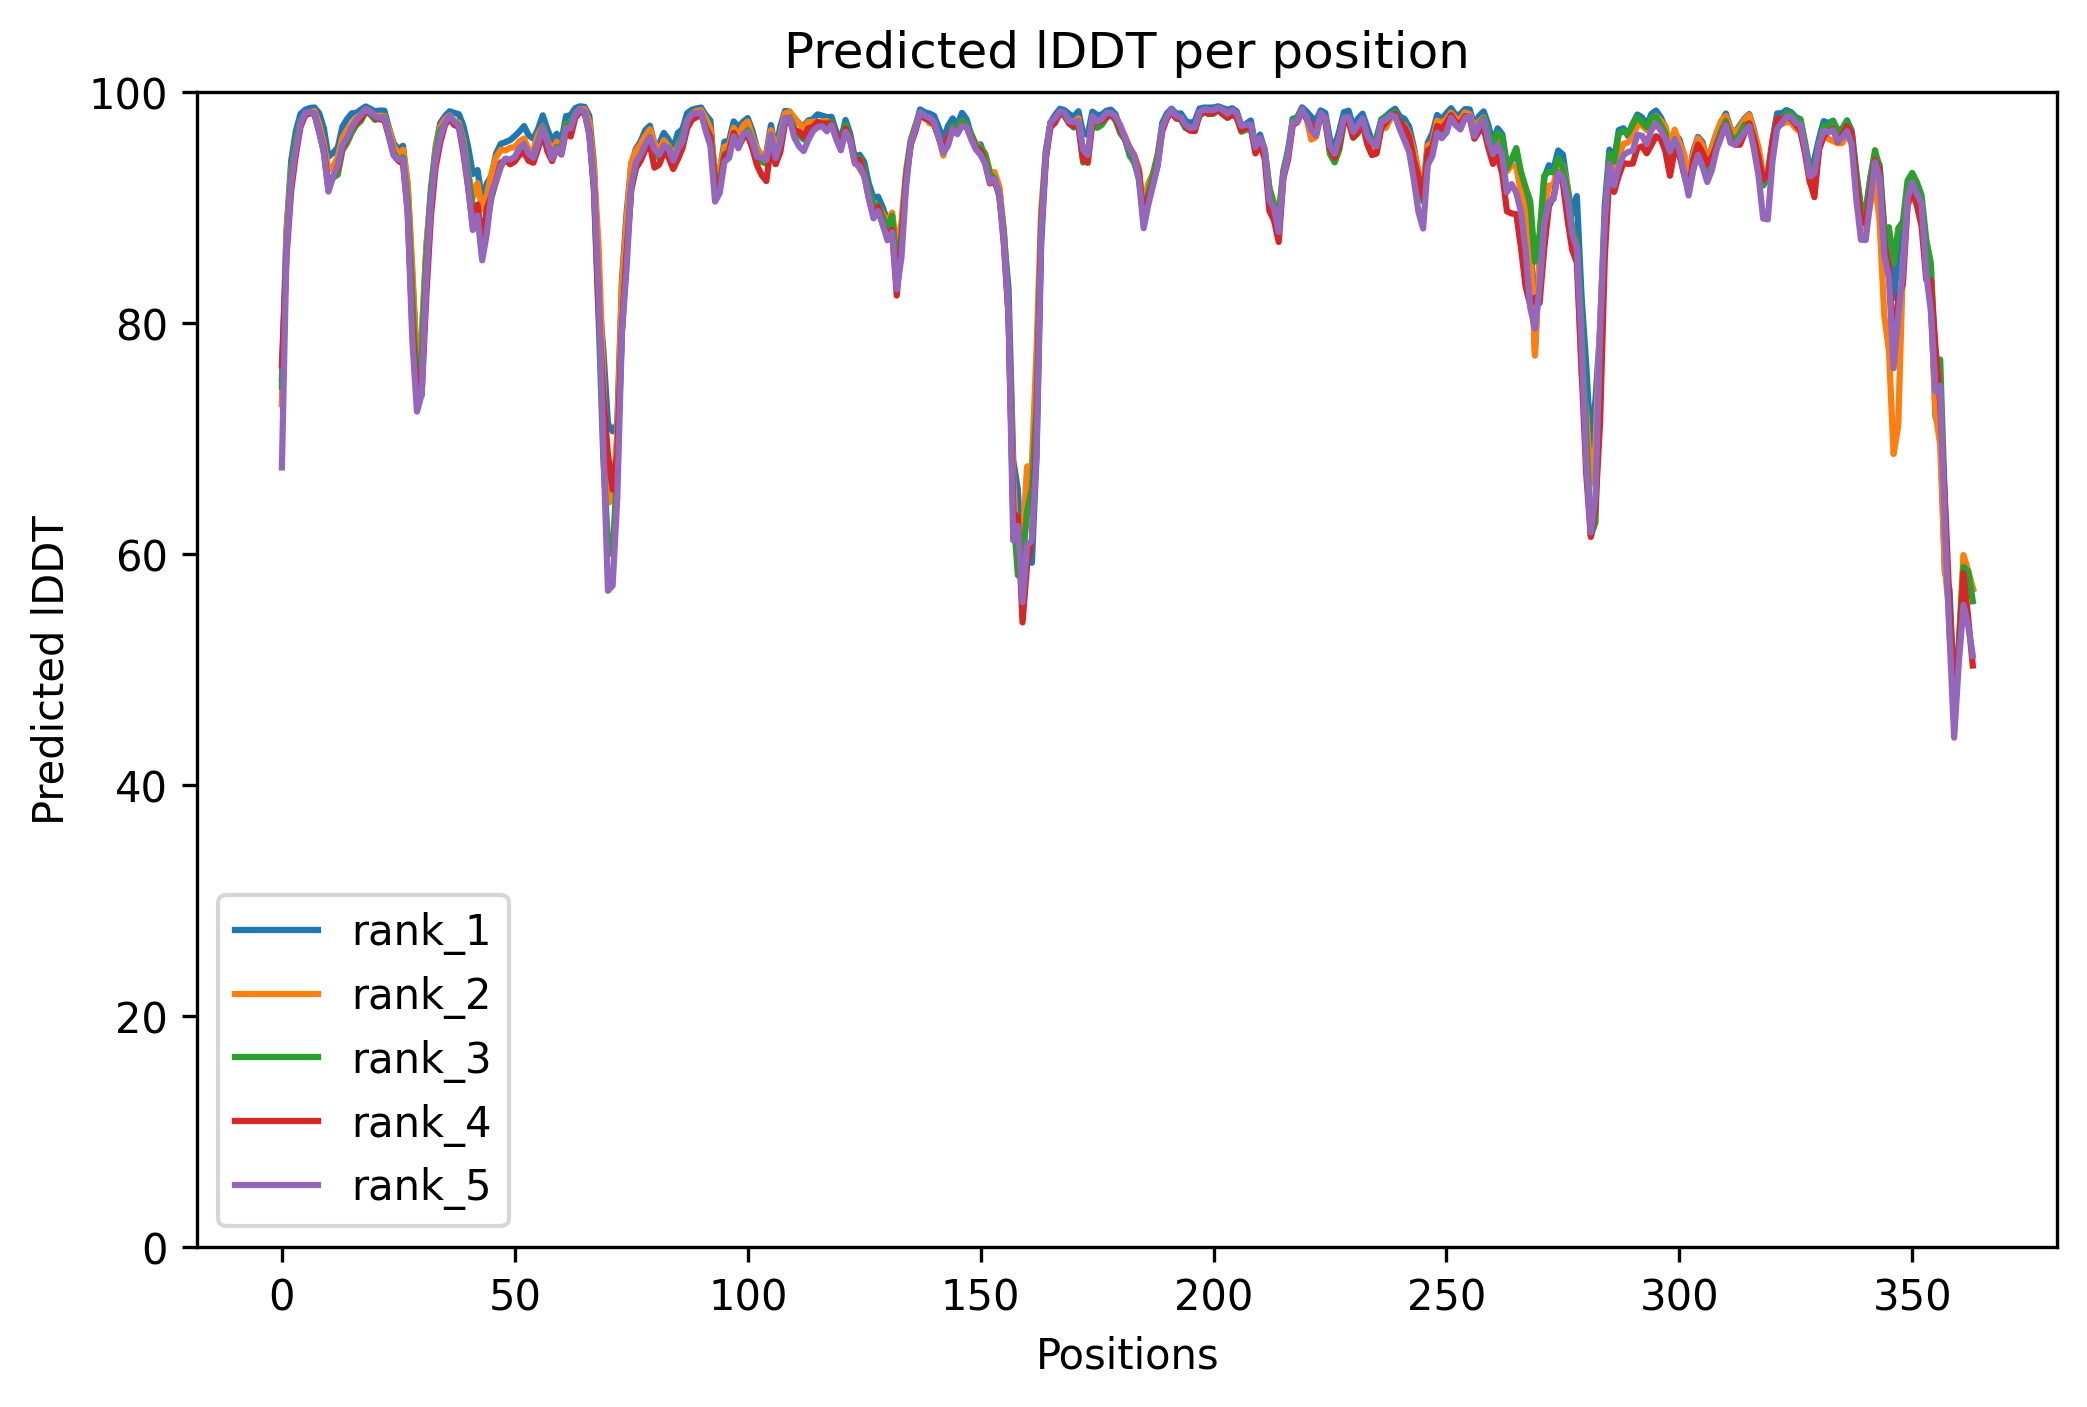 Predicted lDDT per position
100
80
60
40
20
0
Predicted lDDT
rank_1
rank_2
rank_3
rank_4
rank_5
0 50 100 150 200 250 300 350
Positions